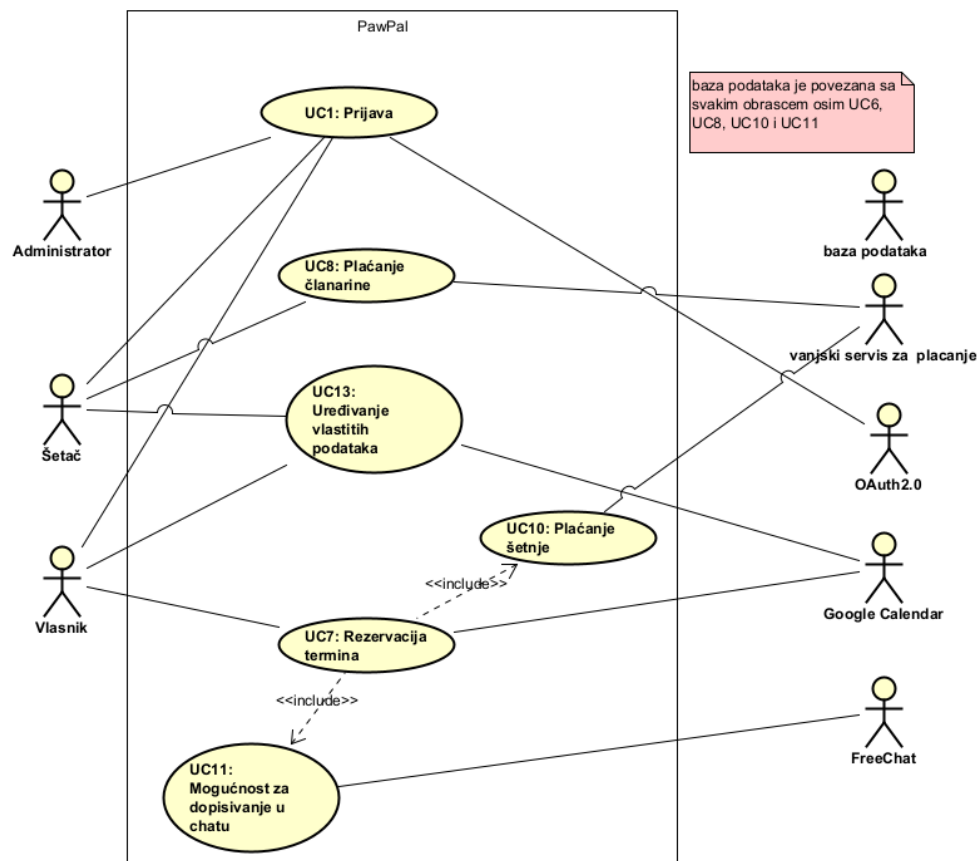 PawPal
UC1: Prijava
baza podataka je povezana sa
svakim obrascem osim UC6,
UC8, UC10 i UC11
Administrator
baza podataka
UC8: Plaćanje
članarine
vanjski servis za  placanje
UC13:
Uređivanje
vlastitih
podataka
Šetač
OAuth2.0
UC10: Plaćanje
šetnje
<<include>>
Vlasnik
Google Calendar
UC7: Rezervacija
termina
<<include>>
FreeChat
UC11:
Mogućnost za
dopisivanje u
chatu